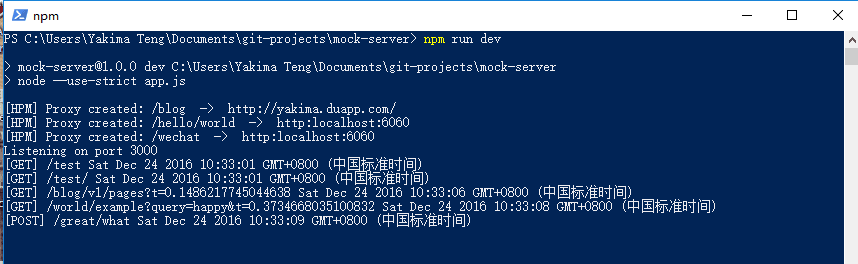 npm
PS C:\Users\Yakima Teng\Documents\git-projects\mock-server> npm run dev
> mock-server@1.0.0 dev C:\Users\Yakima Teng\Documents\git-projects\mock-server
> node --use-strict app.js
[HPM] Proxy created: /blog  ->  http://yakima.duapp.com/
[HPM] Proxy created: /hello/world  ->  http:localhost:6060
[HPM] Proxy created: /wechat  ->  http:localhost:6060
Listening on port 3000
[GET] /test Sat Dec 24 2016 10:33:01 GMT+0800 (中国标准时间)
[GET] /test/ Sat Dec 24 2016 10:33:01 GMT+0800 (中国标准时间)
[GET] /blog/v1/pages?t=0.1486217745044638 Sat Dec 24 2016 10:33:06 GMT+0800 (中国标准时间)
[GET] /world/example?query=happy&t=0.3734668035100832 Sat Dec 24 2016 10:33:08 GMT+0800 (中国标准时间)
[POST] /great/what Sat Dec 24 2016 10:33:09 GMT+0800 (中国标准时间)